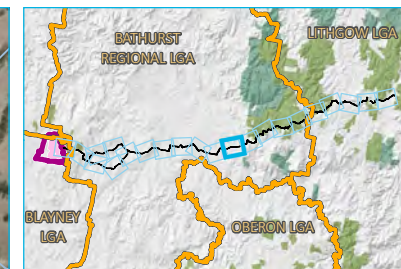 BATHURST
REGIONAL LGA
LITHGOW LGA
BLAYNEY
LGA
OBERON LGA